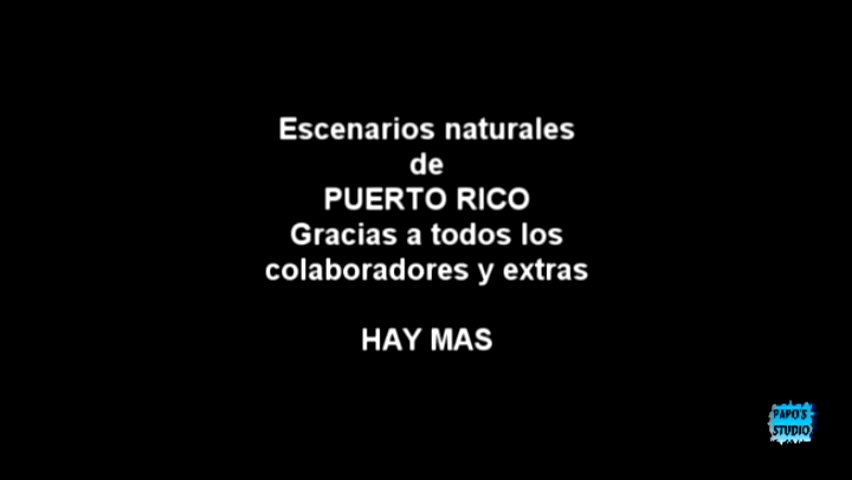 Escenarios naturales
de
PUERTO RICO
Gracias a todos los
colaboradores y extras
HAY MAS
PAPO'S
STUDIO